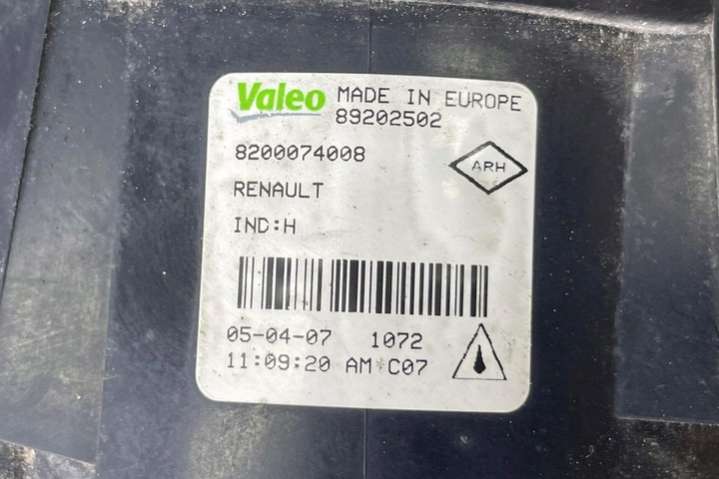 Valeo MADE IN EUROPE
89202502
8200074008
ARH
RENAULT
IND:H
05-04-07 1072
11:09:20 AM C07